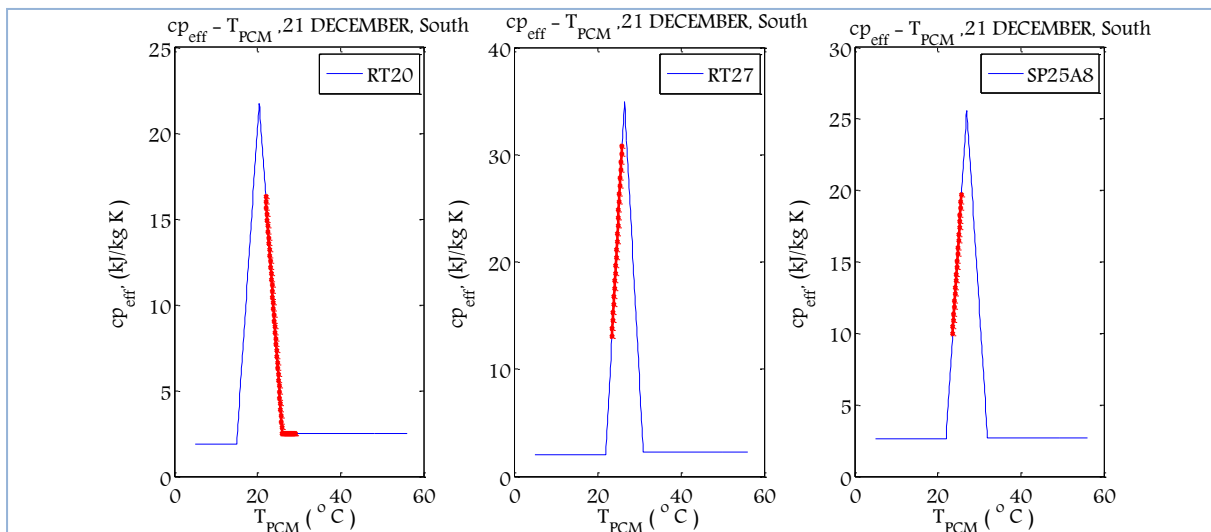 cp_eff - T_PCM ,21 DECEMBER, South
25
20
15
10
5
0
0 20 40 60
cp_eff, (kJ/kg K)
T_PCM ( ° C )
RT20
cp_eff - T_PCM ,21 DECEMBER, South
40
30
20
10
0
0 20 40 60
cp_eff, (kJ/kg K)
T_PCM ( ° C )
RT27
cp_eff - T_PCM ,21 DECEMBER, South
30
25
20
15
10
5
0
0 20 40 60
cp_eff, (kJ/kg K)
T_PCM ( ° C )
SP25A8